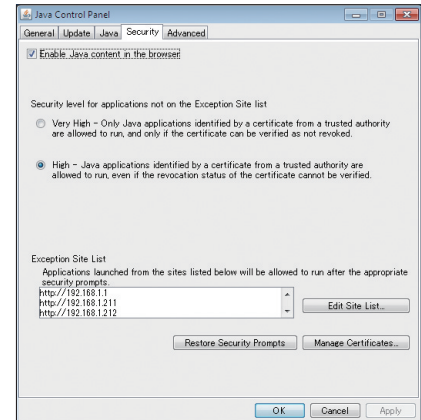 Java Control Panel
General Update Java Security Advanced
Enable Java content in the browser
Security level for applications not on the Exception Site list
Very High - Only Java applications identified by a certificate from a trusted authority
are allowed to run, and only if the certificate can be verified as not revoked.
High - Java applications identified by a certificate from a trusted authority are
allowed to run, even if the revocation status of the certificate cannot be verified.
Exception Site List
Applications launched from the sites listed below will be allowed to run after the appropriate
security prompts.
http://192.168.1.1
http://192.168.1.211
http://192.168.1.212
Edit Site List...
Restore Security Prompts Manage Certificates...
OK Cancel Apply